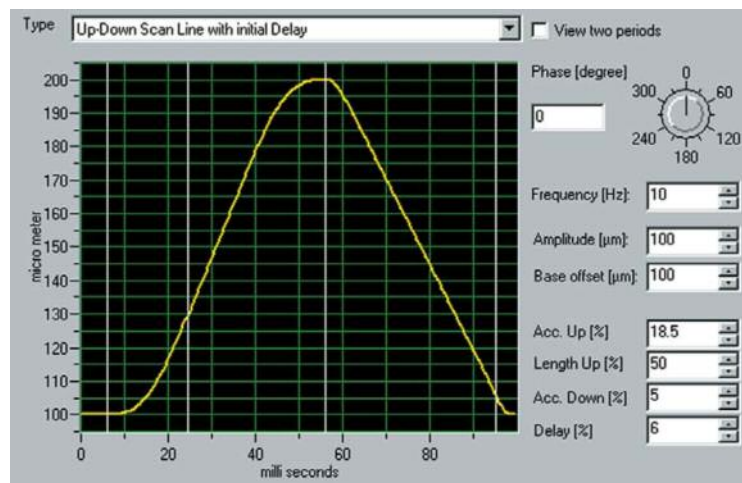 Type Up-Down Scan Line with initial Delay View two periods
Phase [degree]
0
0
60
120
180
240
300
Frequency [Hz]: 10
Amplitude [µm]: 100
Base offset [µm]: 100
Acc. Up [%] 18.5
Length Up [%] 50
Acc. Down [%] 5
Delay [%] 6
micro meter
200
190
180
170
160
150
140
130
120
110
100
0 20 40 60 80
milli seconds